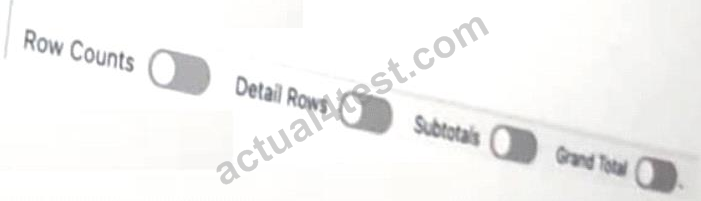 Row Counts
Detail Rows
Subtotals
Grand Total
actual4test.com